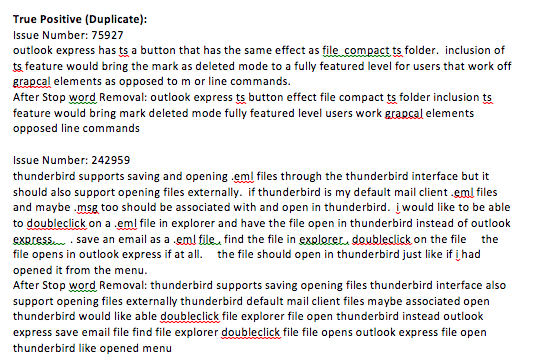 True Positive (Duplicate):
Issue Number: 75927
outlook express has ts a button that has the same effect as file compact ts folder.  inclusion of
ts feature would bring the mark as deleted mode to a fully featured level for users that work off
grapcal elements as opposed to m or line commands.
After Stop word Removal: outlook express ts button effect file compact ts folder inclusion ts
feature would bring mark deleted mode fully featured level users work grapcal elements
opposed line commands
Issue Number: 242959
thunderbird supports saving and opening .eml files through the thunderbird interface but it
should also support opening files externally.  if thunderbird is my default mail client .eml files
and maybe .msg too should be associated with and open in thunderbird.  i would like to be able
to doubleclick on a .eml file in explorer and have the file open in thunderbird instead of outlook
express... . save an email as a .eml file.. find the file in explorer. doubleclick on the file    the
file opens in outlook express if at all.    the file should open in thunderbird just like if i had
opened it from the menu.
After Stop word Removal: thunderbird supports saving opening files thunderbird interface also
support opening files externally thunderbird default mail client files maybe associated open
thunderbird would like able doubleclick file explorer file open thunderbird instead outlook
express save email file find file explorer doubleclick file file opens outlook express file open
thunderbird like opened menu